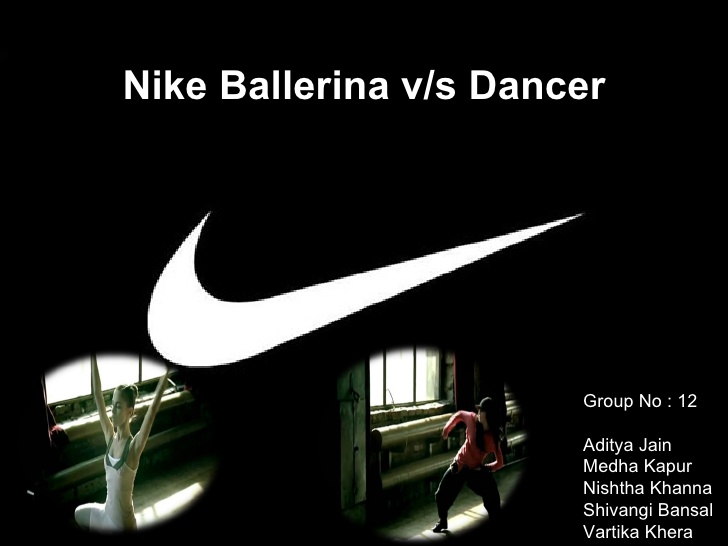 Nike Ballerina v/s Dancer
Group No : 12
Aditya Jain
Medha Kapur
Nishtha Khanna
Shivangi Bansal
Vartika Khera